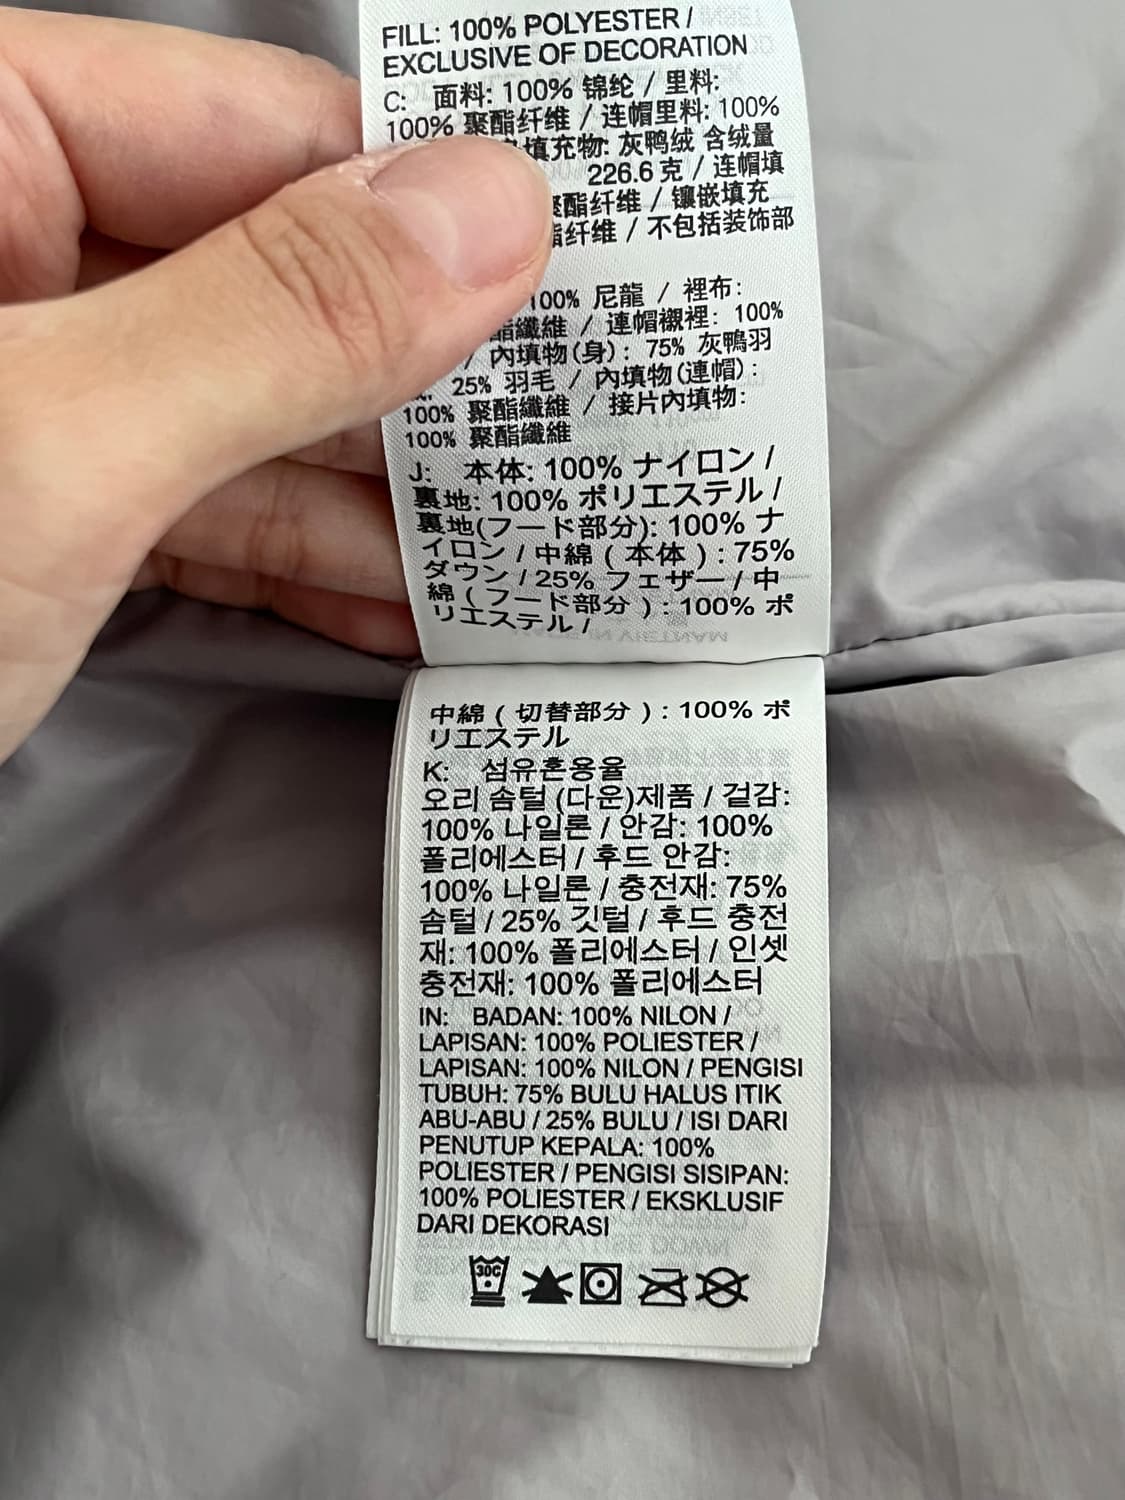 FILL: 100% POLYESTER /
EXCLUSIVE OF DECORATION
C: 面料: 100% 锦纶 / 里料:
100% 聚酯纤维 / 连帽里料: 100%
填充物: 灰鸭绒 含绒量
226.6 克 / 连帽填
聚酯纤维 / 镶嵌填充
酯纤维 / 不包括装饰部
100% 尼龍 / 裡布:
酯纖維 / 連帽襯裡: 100%
/ 內填物(身): 75% 灰鴨羽
25% 羽毛 / 內填物(連帽):
100% 聚酯纖維 / 接片內填物:
100% 聚酯纖維
J: 本体: 100% ナイロン /
裏地: 100% ポリエステル /
裏地(フード部分): 100% ナ
イロン / 中綿 ( 本体 ) : 75%
ダウン / 25% フェザー / 中
綿 ( フード部分 ) : 100% ポ
リエステル /
中綿 ( 切替部分 ) : 100% ポ
リエステル
K: 섬유혼용율
오리 솜털 (다운)제품 / 겉감:
100% 나일론 / 안감: 100%
폴리에스터 / 후드 안감:
100% 나일론 / 충전재: 75%
솜털 / 25% 깃털 / 후드 충전
재: 100% 폴리에스터 / 인셋
충전재: 100% 폴리에스터
IN: BADAN: 100% NILON /
LAPISAN: 100% POLIESTER /
LAPISAN: 100% NILON / PENGISI
TUBUH: 75% BULU HALUS ITIK
ABU-ABU / 25% BULU / ISI DARI
PENUTUP KEPALA: 100%
POLIESTER / PENGISI SISIPAN:
100% POLIESTER / EKSKLUSIF
DARI DEKORASI
30C